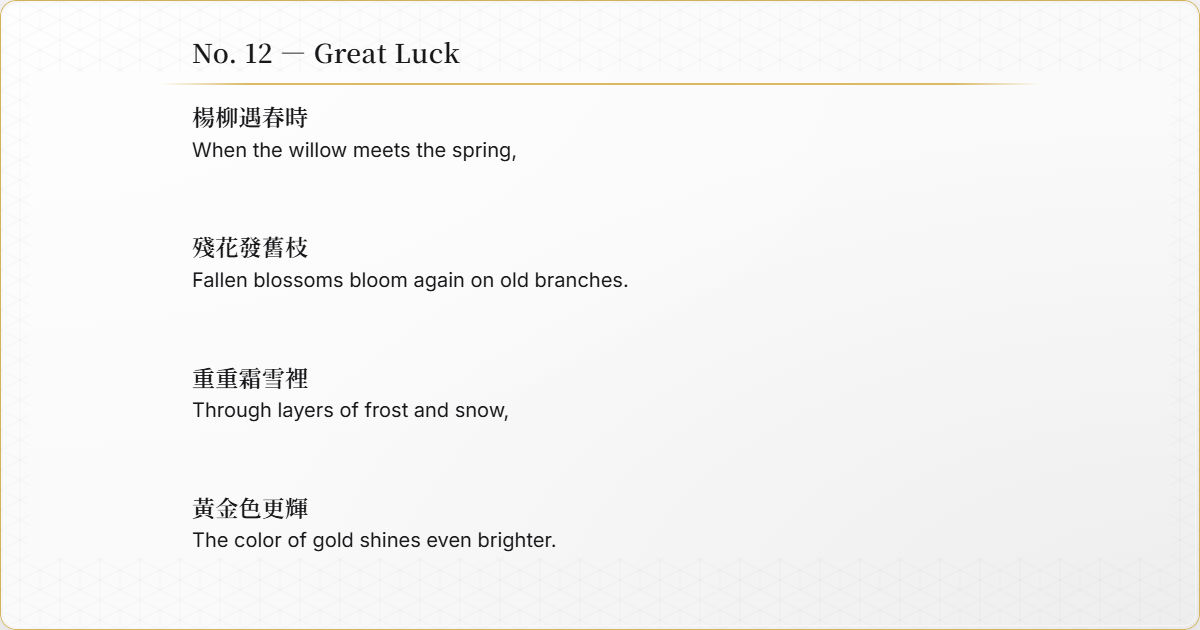 No. 12 — Great Luck
楊柳遇春時
When the willow meets the spring,
殘花發舊枝
Fallen blossoms bloom again on old branches.
重重霜雪裡
Through layers of frost and snow,
黃金色更輝
The color of gold shines even brighter.